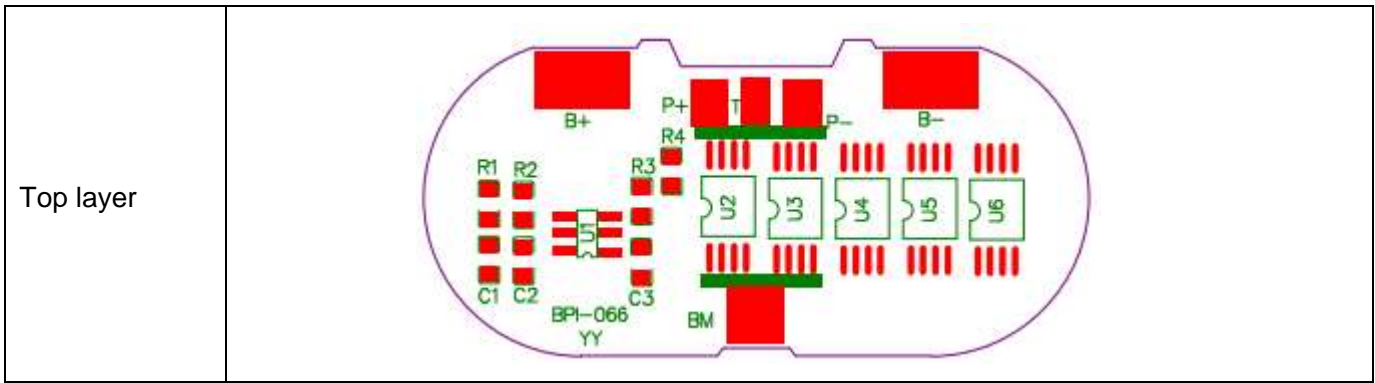 Top layer
B+
P+
T
P-
B-
R1
R2
R3
R4
U1
U2
U3
U4
U5
U6
C1
C2
C3
BPI-066
YY
BM